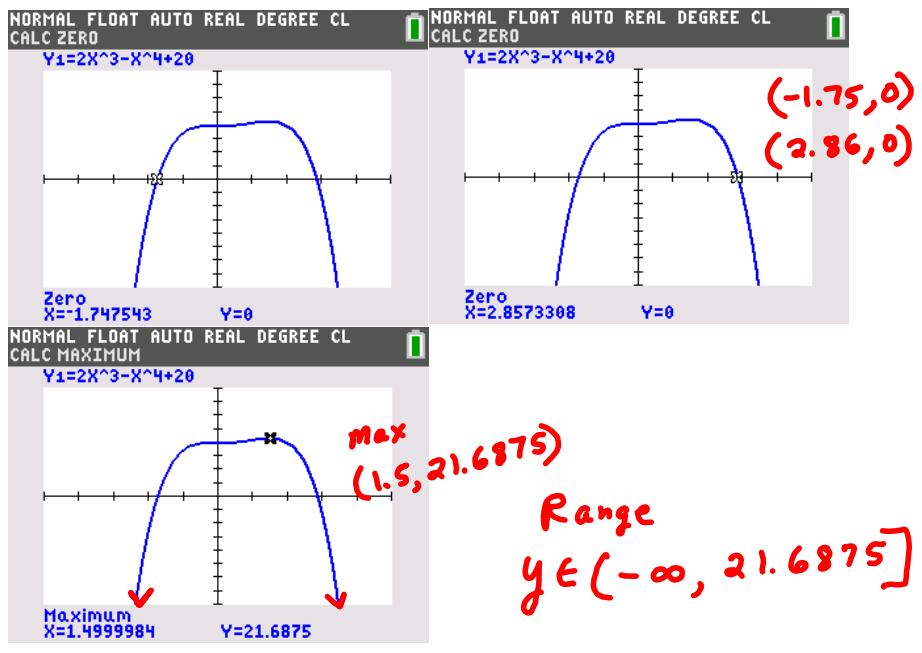 NORMAL FLOAT AUTO REAL DEGREE CL
CALC ZERO
Y1=2X^3-X^4+20
Zero
X=-1.747543 Y=0
NORMAL FLOAT AUTO REAL DEGREE CL
CALC ZERO
Y1=2X^3-X^4+20
Zero
X=2.8573308 Y=0
(-1.75,0)
(2.86,0)
NORMAL FLOAT AUTO REAL DEGREE CL
CALC MAXIMUM
Y1=2X^3-X^4+20
Maximum
X=1.4999984 Y=21.6875
max
(1.5,21.6875)
Range
y∈(-∞, 21.6875]